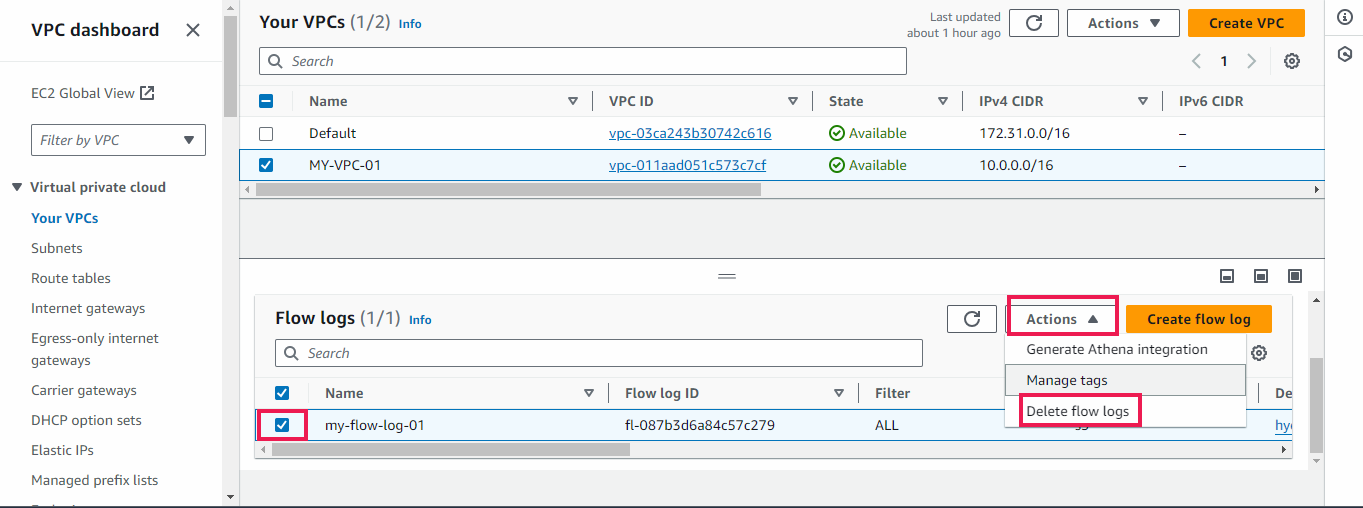 VPC dashboard
EC2 Global View
Filter by VPC
Virtual private cloud
Your VPCs
Subnets
Route tables
Internet gateways
Egress-only internet
gateways
Carrier gateways
DHCP option sets
Elastic IPs
Managed prefix lists
Your VPCs (1/2) Info
Last updated
about 1 hour ago
Actions
Create VPC
Search
1
Name VPC ID State IPv4 CIDR IPv6 CIDR
Default vpc-03ca243b30742c616 Available 172.31.0.0/16 –
MY-VPC-01 vpc-011aad051c573c7cf Available 10.0.0.0/16 –
Flow logs (1/1) Info
Actions
Create flow log
Search
Generate Athena integration
Manage tags
Delete flow logs
Name Flow log ID Filter De
my-flow-log-01 fl-087b3d6a84c57c279 ALL hyc